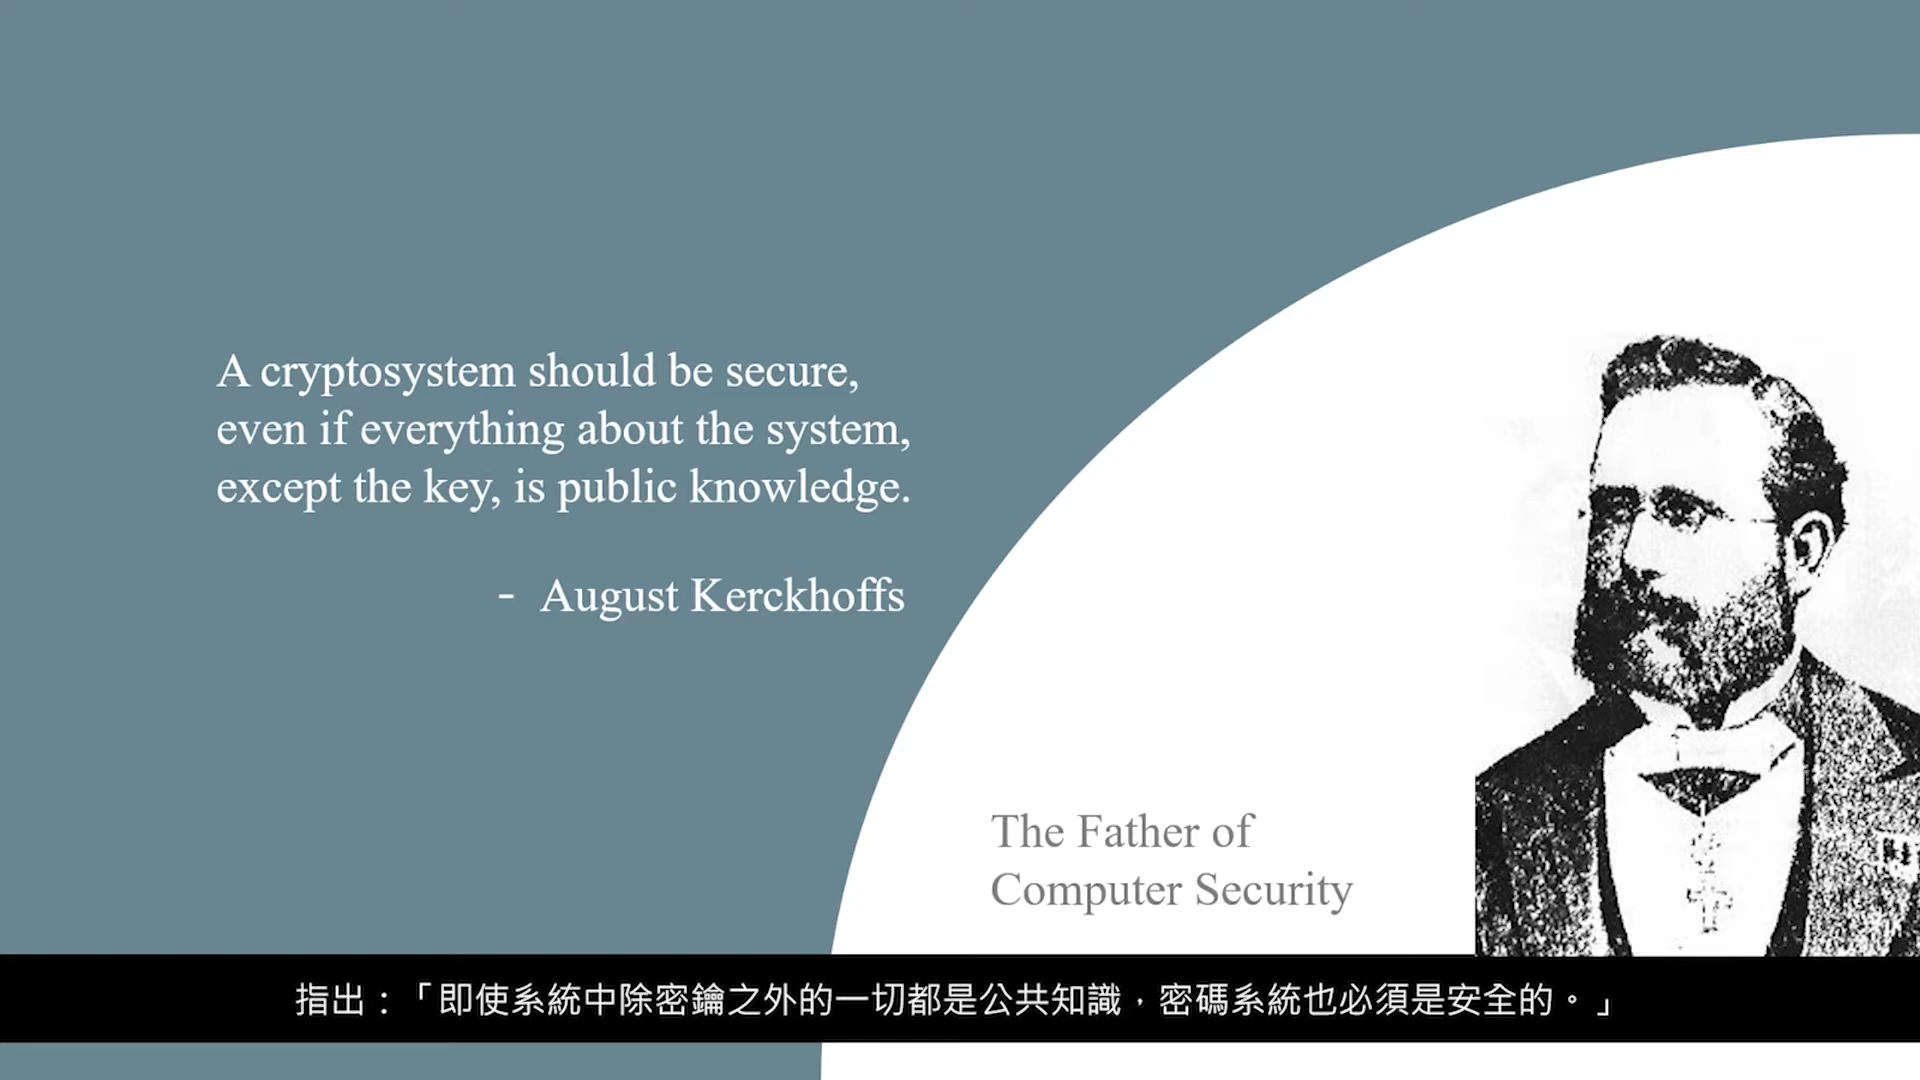 A cryptosystem should be secure,
even if everything about the system,
except the key, is public knowledge.
- August Kerckhoffs
The Father of
Computer Security
指出：「即使系統中除密鑰之外的一切都是公共知識，密碼系統也必須是安全的。」